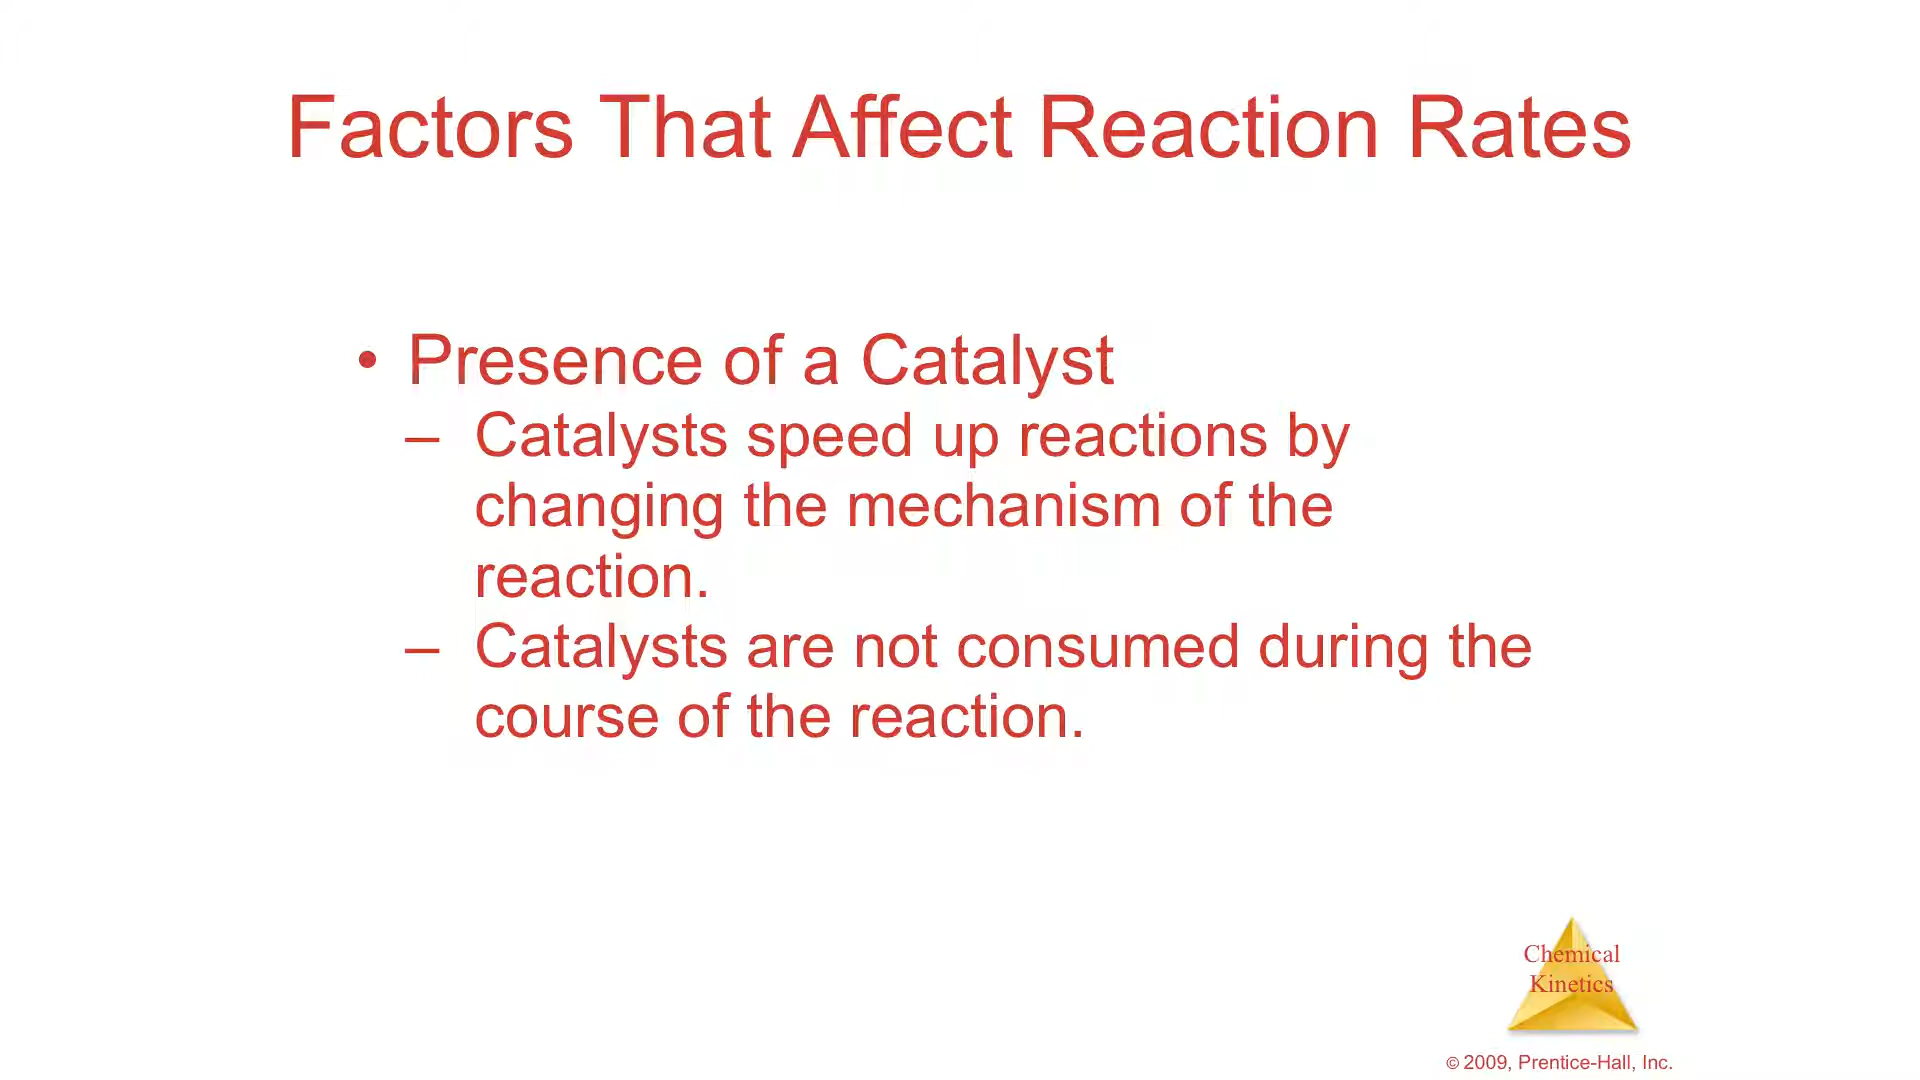 Factors That Affect Reaction Rates
• Presence of a Catalyst
– Catalysts speed up reactions by
changing the mechanism of the
reaction.
– Catalysts are not consumed during the
course of the reaction.
Chemical
Kinetics
© 2009, Prentice-Hall, Inc.